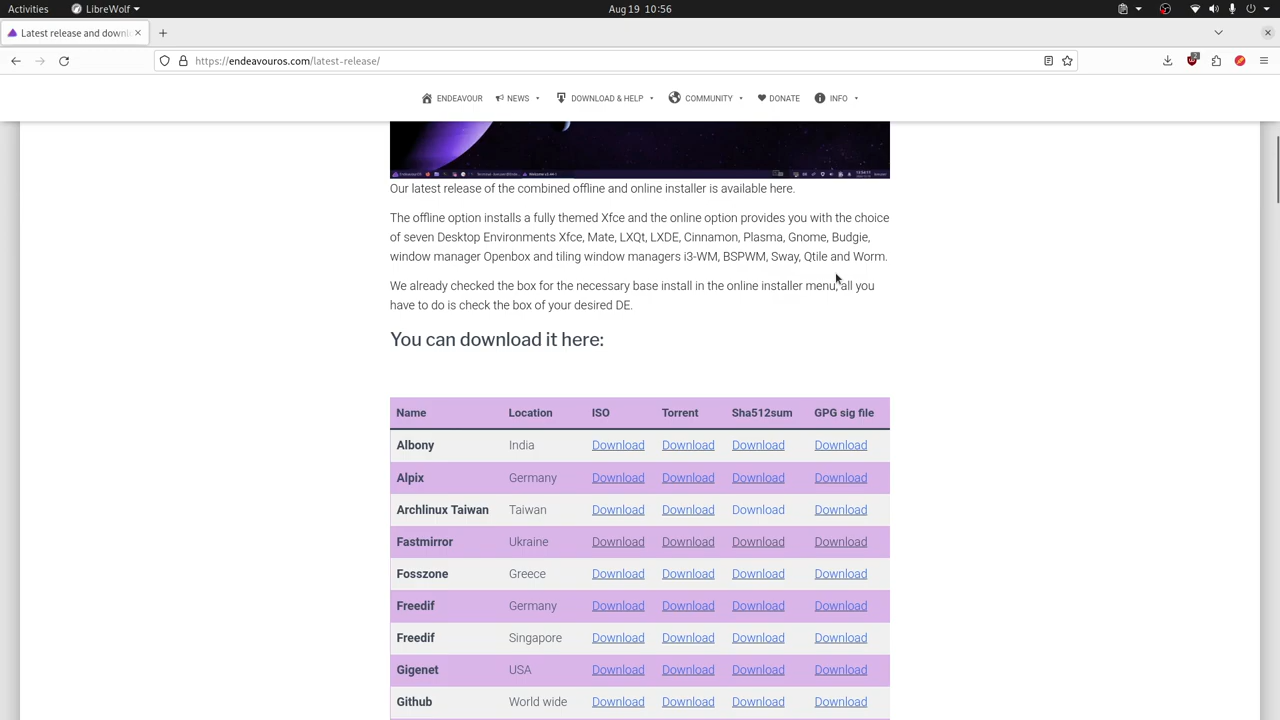 Activities LibreWolf Aug 19 10:56
Latest release and downl
https://endeavouros.com/latest-release/
ENDEAVOUR NEWS DOWNLOAD & HELP COMMUNITY DONATE INFO
Our latest release of the combined offline and online installer is available here.
The offline option installs a fully themed Xfce and the online option provides you with the choice
of seven Desktop Environments Xfce, Mate, LXQt, LXDE, Cinnamon, Plasma, Gnome, Budgie,
window manager Openbox and tiling window managers i3-WM, BSPWM, Sway, Qtile and Worm.
We already checked the box for the necessary base install in the online installer menu, all you
have to do is check the box of your desired DE.
You can download it here:
Name Location ISO Torrent Sha512sum GPG sig file
Albony India Download Download Download Download
Alpix Germany Download Download Download Download
Archlinux Taiwan Taiwan Download Download Download Download
Fastmirror Ukraine Download Download Download Download
Fosszone Greece Download Download Download Download
Freedif Germany Download Download Download Download
Freedif Singapore Download Download Download Download
Gigenet USA Download Download Download Download
Github World wide Download Download Download Download